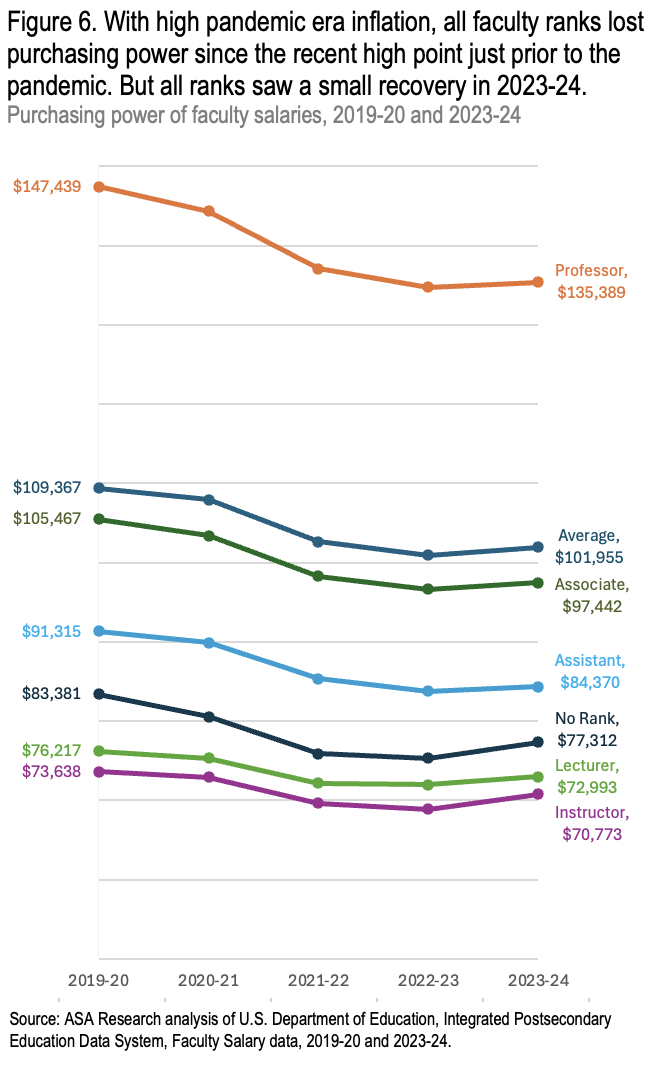 Figure 6. With high pandemic era inflation, all faculty ranks lost
purchasing power since the recent high point just prior to the
pandemic. But all ranks saw a small recovery in 2023-24.
Purchasing power of faculty salaries, 2019-20 and 2023-24
$147,439
Professor,
$135,389
$109,367
$105,467
Average,
$101,955
Associate,
$97,442
$91,315
Assistant,
$84,370
$83,381
No Rank,
$77,312
$76,217
$73,638
Lecturer,
$72,993
Instructor,
$70,773
2019-20 2020-21 2021-22 2022-23 2023-24
Source: ASA Research analysis of U.S. Department of Education, Integrated Postsecondary
Education Data System, Faculty Salary data, 2019-20 and 2023-24.